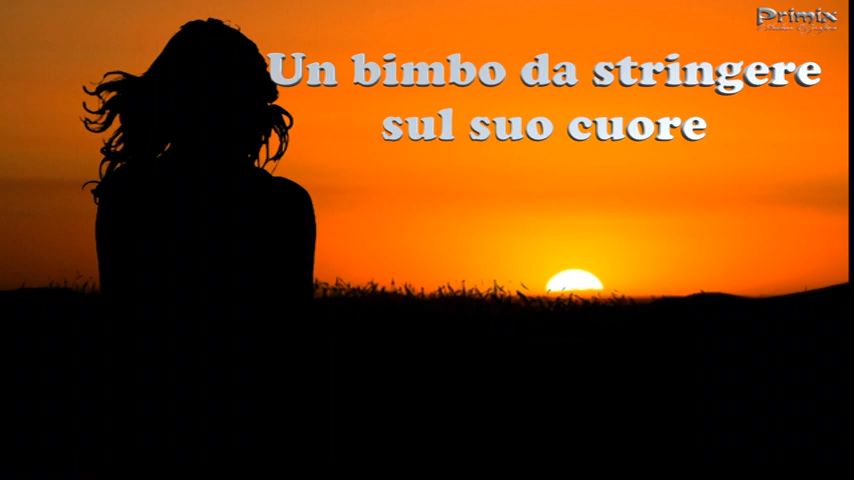 Primix
Un bimbo da stringere
sul suo cuore